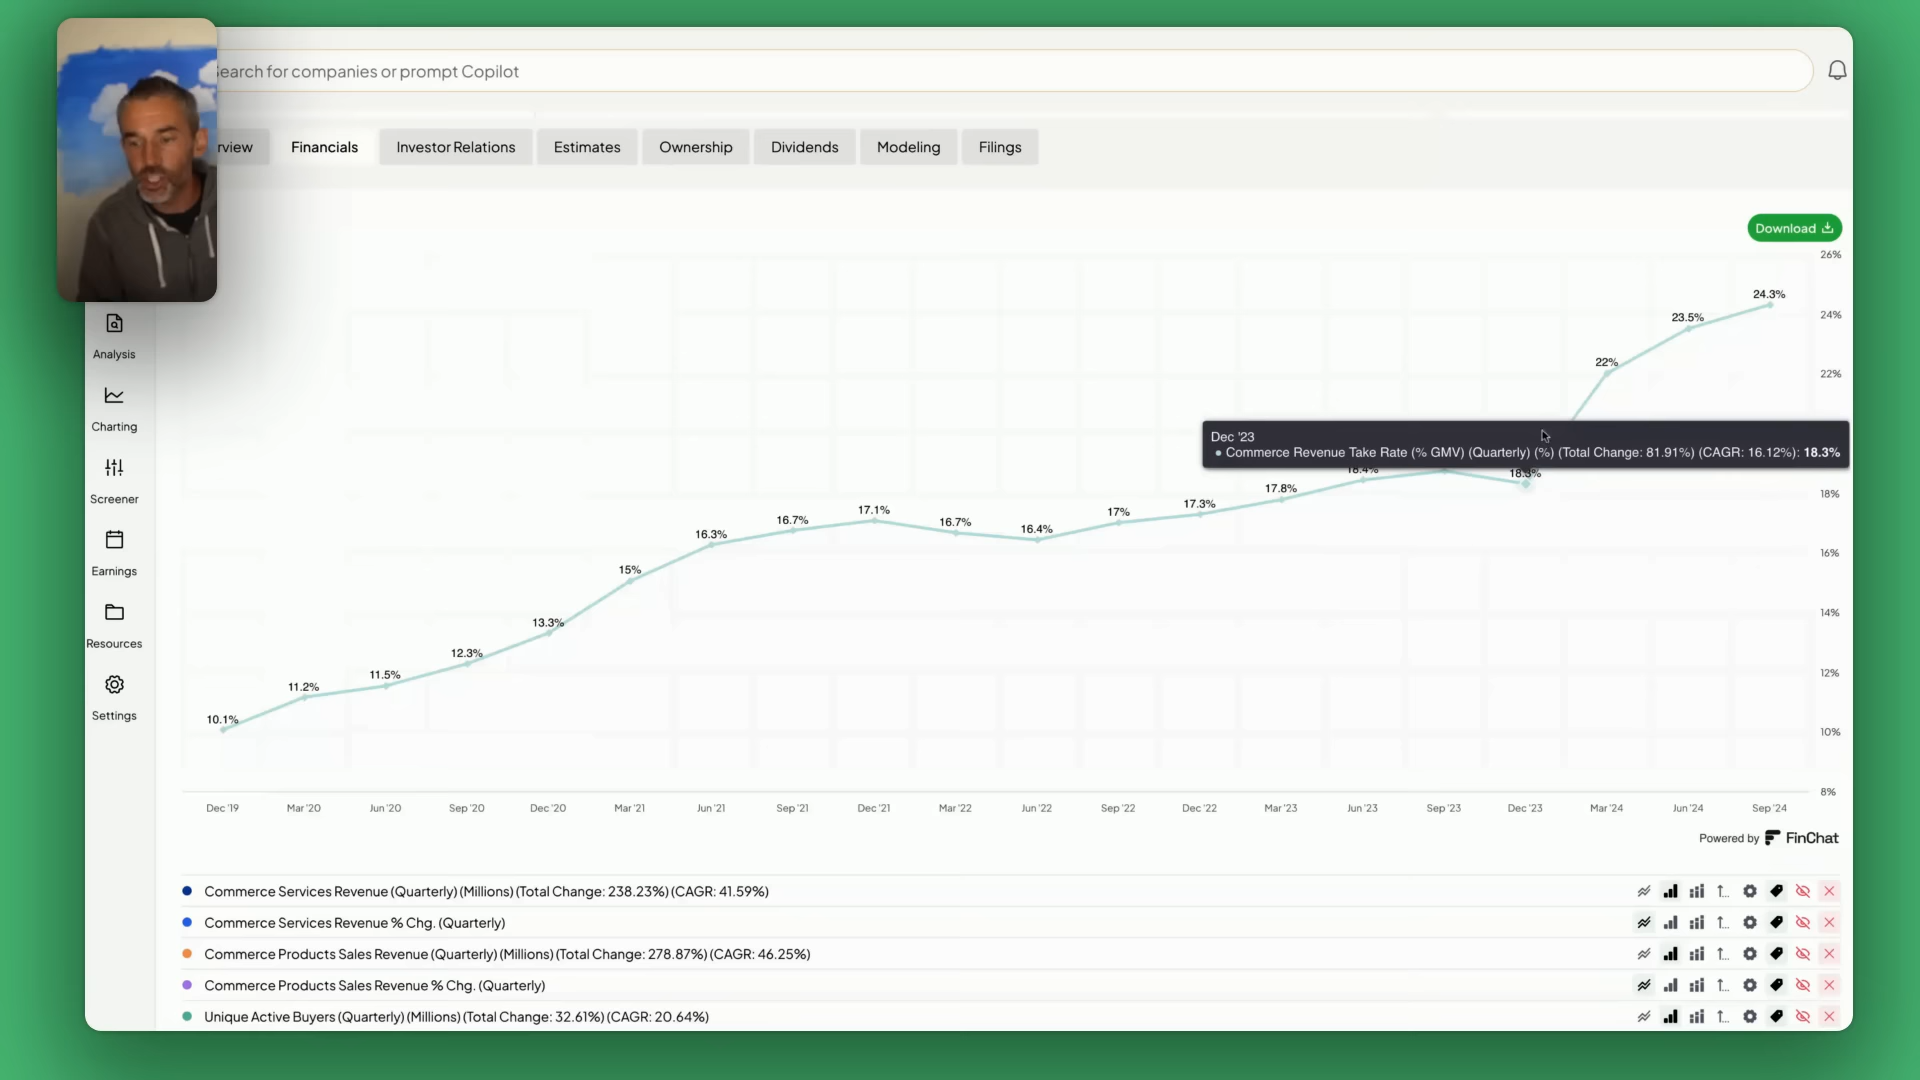 Search for companies or prompt Copilot
rview
Financials
Investor Relations
Estimates
Ownership
Dividends
Modeling
Filings
Download
Analysis
Charting
Screener
Earnings
Resources
Settings
26%
24%
22%
18%
16%
14%
12%
10%
8%
24.3%
23.5%
22%
Dec '23
Commerce Revenue Take Rate (% GMV) (Quarterly) (%) (Total Change: 81.91%) (CAGR: 16.12%): 18.3%
18.4%
18.3%
17.8%
17.3%
17%
16.4%
16.7%
17.1%
16.7%
16.3%
15%
13.3%
12.3%
11.5%
11.2%
10.1%
Dec '19
Mar '20
Jun '20
Sep '20
Dec '20
Mar '21
Jun '21
Sep '21
Dec '21
Mar '22
Jun '22
Sep '22
Dec '22
Mar '23
Jun '23
Sep '23
Dec '23
Mar '24
Jun '24
Sep '24
Powered by FinChat
Commerce Services Revenue (Quarterly) (Millions) (Total Change: 238.23%) (CAGR: 41.59%)
Commerce Services Revenue % Chg. (Quarterly)
Commerce Products Sales Revenue (Quarterly) (Millions) (Total Change: 278.87%) (CAGR: 46.25%)
Commerce Products Sales Revenue % Chg. (Quarterly)
Unique Active Buyers (Quarterly) (Millions) (Total Change: 32.61%) (CAGR: 20.64%)